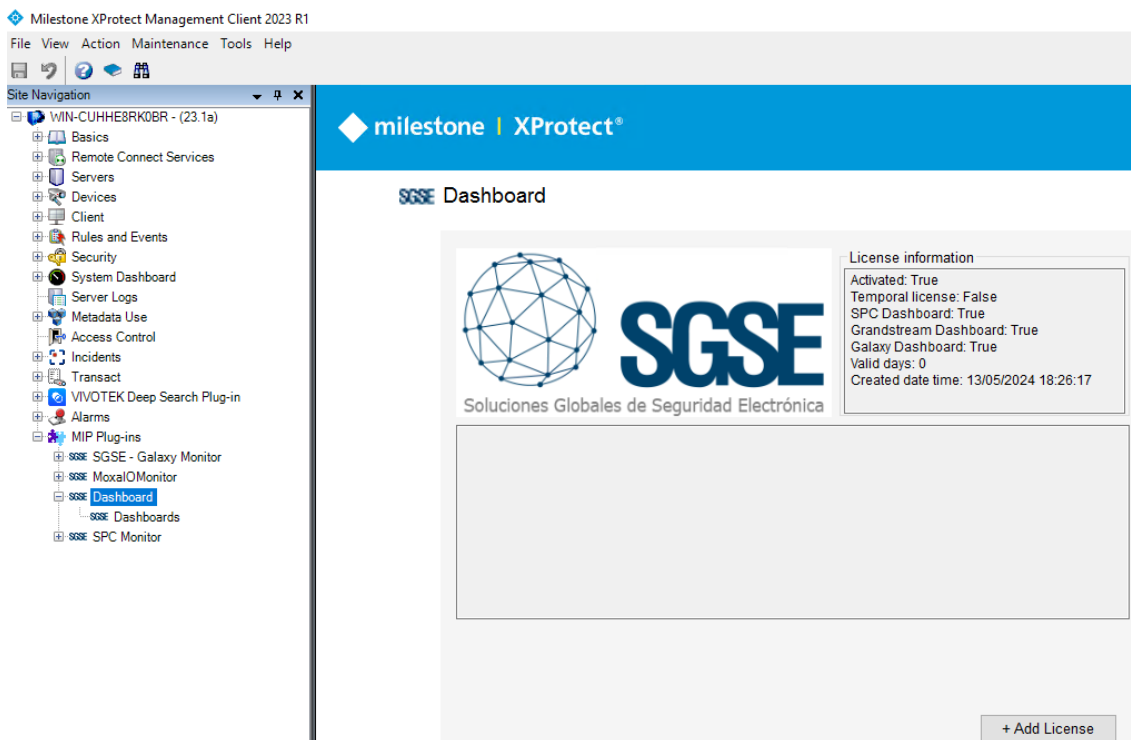 Milestone XProtect Management Client 2023 R1
File View Action Maintenance Tools Help
Site Navigation
WIN-CUHHE8RK0BR - (23.1a)
Basics
Remote Connect Services
Servers
Devices
Client
Rules and Events
Security
System Dashboard
Server Logs
Metadata Use
Access Control
Incidents
Transact
VIVOTEK Deep Search Plug-in
Alarms
MIP Plug-ins
SGSE SGSE - Galaxy Monitor
SGSE MoxaIOMonitor
SGSE Dashboard
SGSE Dashboards
SGSE SPC Monitor
milestone | XProtect®
SGSE Dashboard
SGSE
Soluciones Globales de Seguridad Electrónica
License information
Activated: True
Temporal license: False
SPC Dashboard: True
Grandstream Dashboard: True
Galaxy Dashboard: True
Valid days: 0
Created date time: 13/05/2024 18:26:17
+ Add License